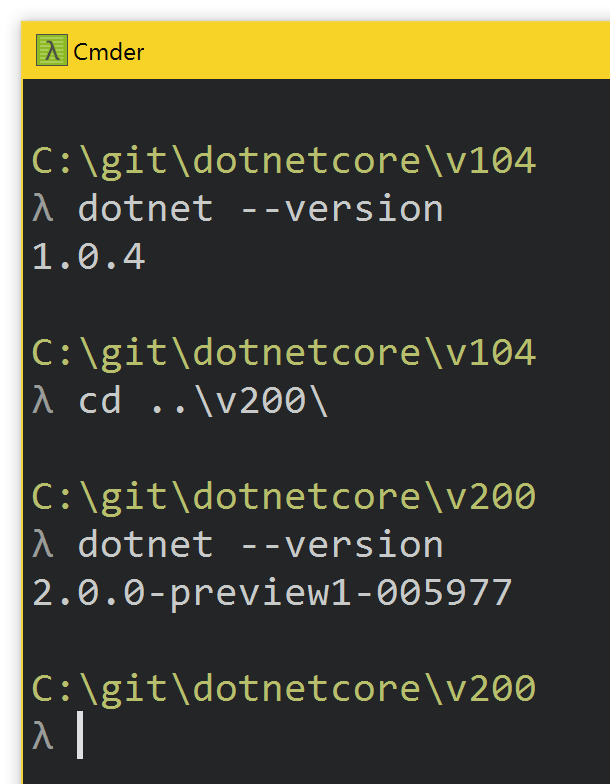 λ Cmder
C:\git\dotnetcore\v104
λ dotnet --version
1.0.4
C:\git\dotnetcore\v104
λ cd ..\v200\
C:\git\dotnetcore\v200
λ dotnet --version
2.0.0-preview1-005977
C:\git\dotnetcore\v200
λ